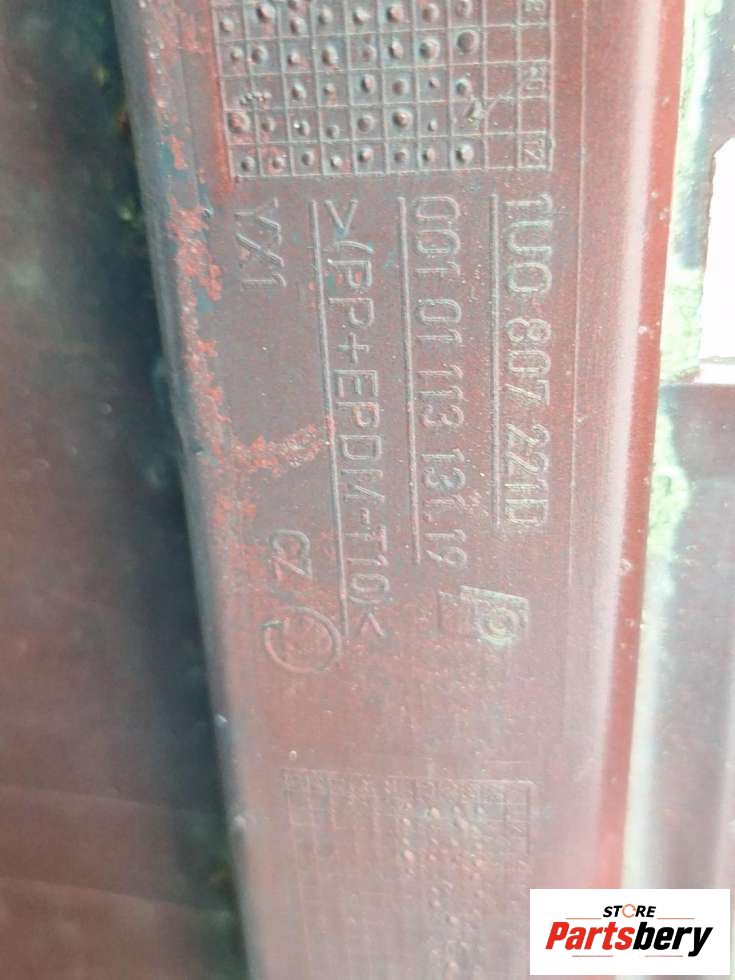 1U0 807 221D
001 01 113 131.19
>(PP+EPDM-T10)<
YX1 CZ
STORE
Partsbery